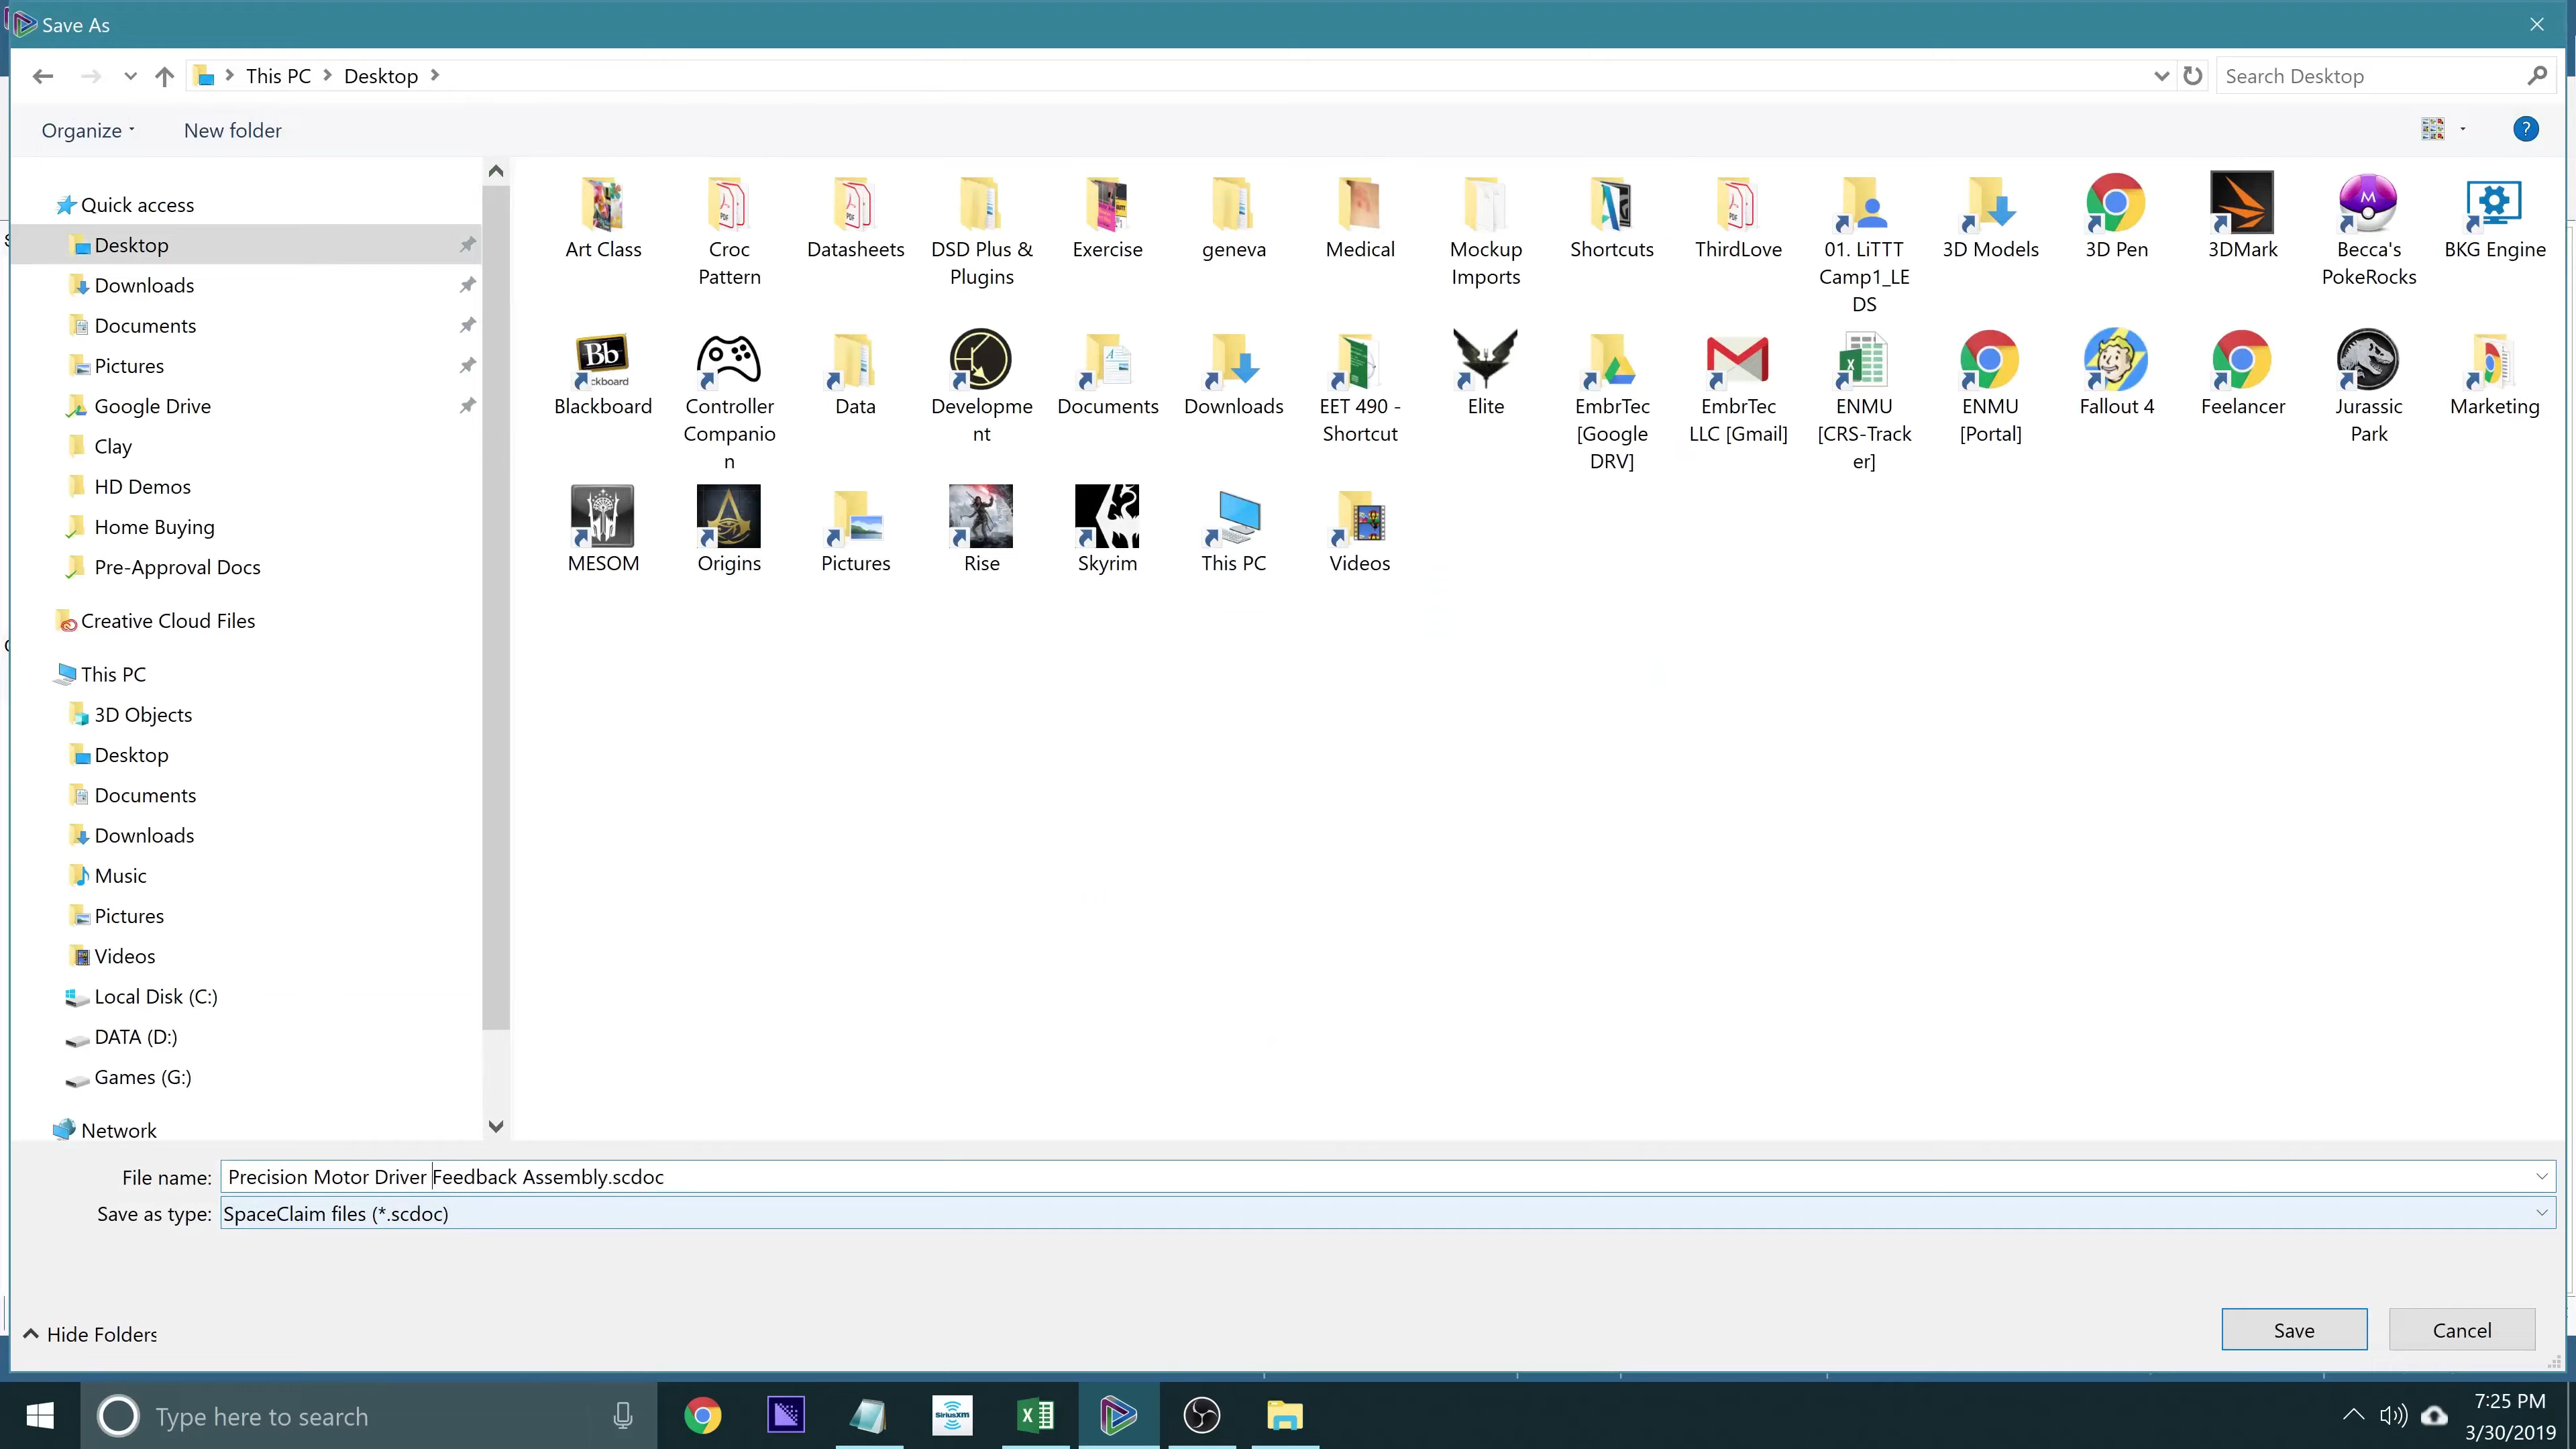 Save As
This PC
Desktop
Search Desktop
Organize
New folder
Quick access
Desktop
Downloads
Documents
Pictures
Google Drive
Clay
HD Demos
Home Buying
Pre-Approval Docs
Creative Cloud Files
This PC
3D Objects
Desktop
Documents
Downloads
Music
Pictures
Videos
Local Disk (C:)
DATA (D:)
Games (G:)
Network
Art Class
Croc
Pattern
Datasheets
DSD Plus &
Plugins
Exercise
geneva
Medical
Mockup
Imports
Shortcuts
ThirdLove
01. LiTTT
Camp1_LE
DS
3D Models
3D Pen
3DMark
Becca's
PokeRocks
BKG Engine
Blackboard
Controller
Companio
n
Data
Developme
nt
Documents
Downloads
EET 490 -
Shortcut
Elite
EmbrTec
[Google
DRV]
EmbrTec
LLC [Gmail]
ENMU
[CRS-Track
er]
ENMU
[Portal]
Fallout 4
Feelancer
Jurassic
Park
Marketing
MESOM
Origins
Pictures
Rise
Skyrim
This PC
Videos
File name: Precision Motor Driver Feedback Assembly.scdoc
Save as type: SpaceClaim files (*.scdoc)
Hide Folders
Save
Cancel
Type here to search
SiriusXM
7:25 PM
3/30/2019